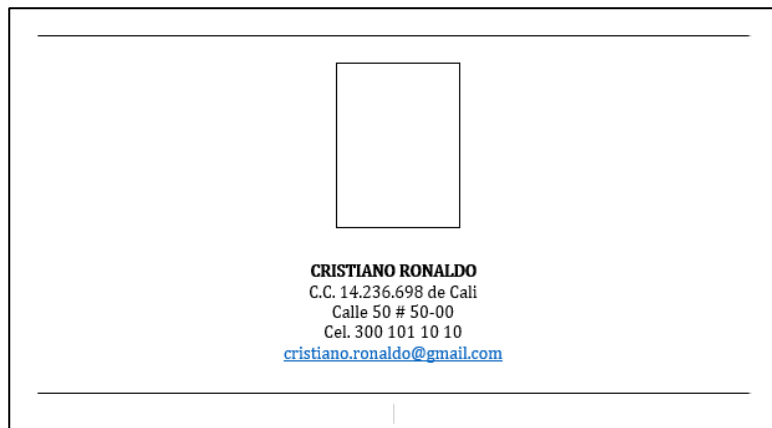 CRISTIANO RONALDO
C.C. 14.236.698 de Cali
Calle 50 # 50-00
Cel. 300 101 10 10
cristiano.ronaldo@gmail.com